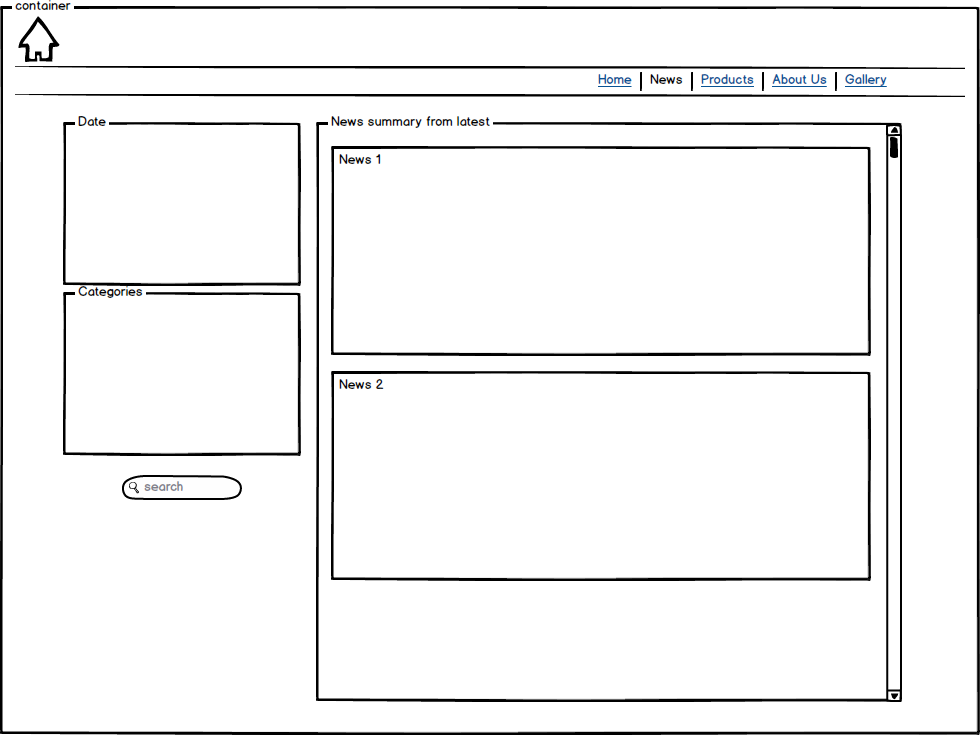 container
Home News Products About Us Gallery
Date
News summary from latest
News 1
Categories
News 2
search